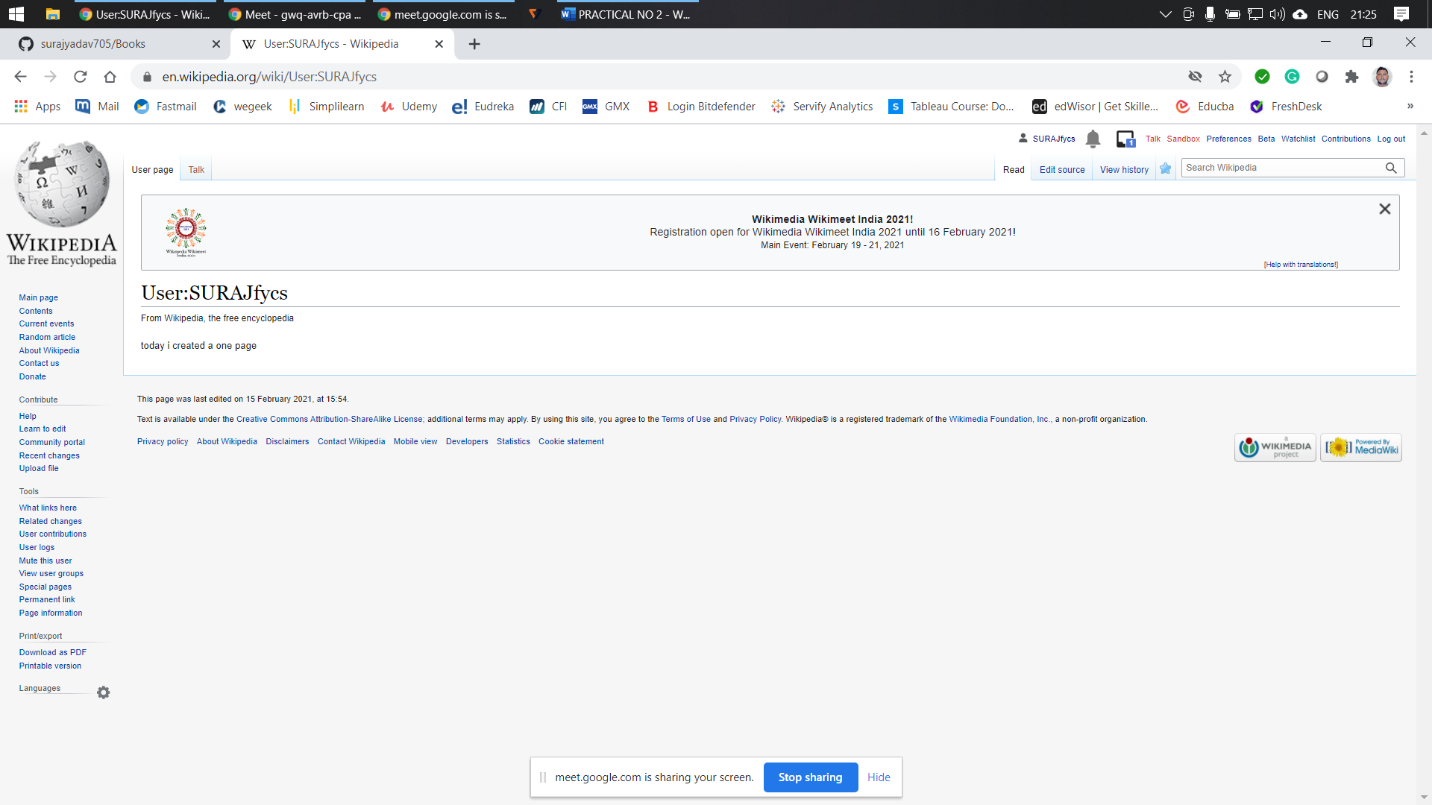 User:SURAJfycs - Wiki...
Meet - gwq-avrb-cpa ...
meet.google.com is s...
PRACTICAL NO 2 - W...
ENG
21:25
surajyadav705/Books
User:SURAJfycs - Wikipedia
en.wikipedia.org/wiki/User:SURAJfycs
Apps
Mail
Fastmail
wegeek
Simplilearn
Udemy
Eudreka
CFI
GMX
Login Bitdefender
Servify Analytics
Tableau Course: Do...
edWisor | Get Skille...
Educba
FreshDesk
»
SURAJfycs
1
Talk
Sandbox
Preferences
Beta
Watchlist
Contributions
Log out
User page
Talk
Read
Edit source
View history
Search Wikipedia
WIKIPEDIA
The Free Encyclopedia
Wikimedia Wikimeet India 2021!
Registration open for Wikimedia Wikimeet India 2021 until 16 February 2021!
Main Event: February 19 - 21, 2021
[Help with translations!]
User:SURAJfycs
From Wikipedia, the free encyclopedia
today i created a one page
Main page
Contents
Current events
Random article
About Wikipedia
Contact us
Donate
Contribute
Help
Learn to edit
Community portal
Recent changes
Upload file
Tools
What links here
Related changes
User contributions
User logs
Mute this user
View user groups
Special pages
Permanent link
Page information
Print/export
Download as PDF
Printable version
Languages
This page was last edited on 15 February 2021, at 15:54.
Text is available under the Creative Commons Attribution-ShareAlike License; additional terms may apply. By using this site, you agree to the Terms of Use and Privacy Policy. Wikipedia® is a registered trademark of the Wikimedia Foundation, Inc., a non-profit organization.
Privacy policy
About Wikipedia
Disclaimers
Contact Wikipedia
Mobile view
Developers
Statistics
Cookie statement
A
WIKIMEDIA
project
Powered By
MediaWiki
meet.google.com is sharing your screen.
Stop sharing
Hide